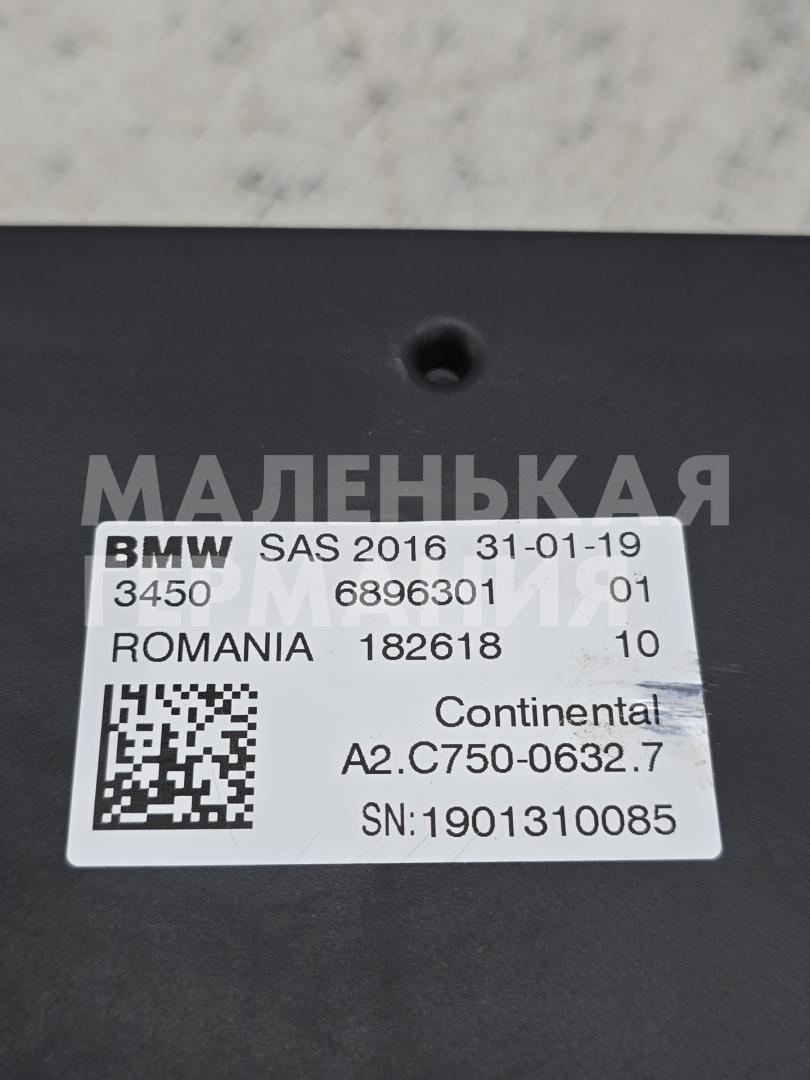 МАЛЕНЬКАЯ
ГЕРМАНИЯ
BMW SAS 2016 31-01-19
3450 6896301 01
ROMANIA 182618 10
Continental
A2.C750-0632.7
SN:1901310085